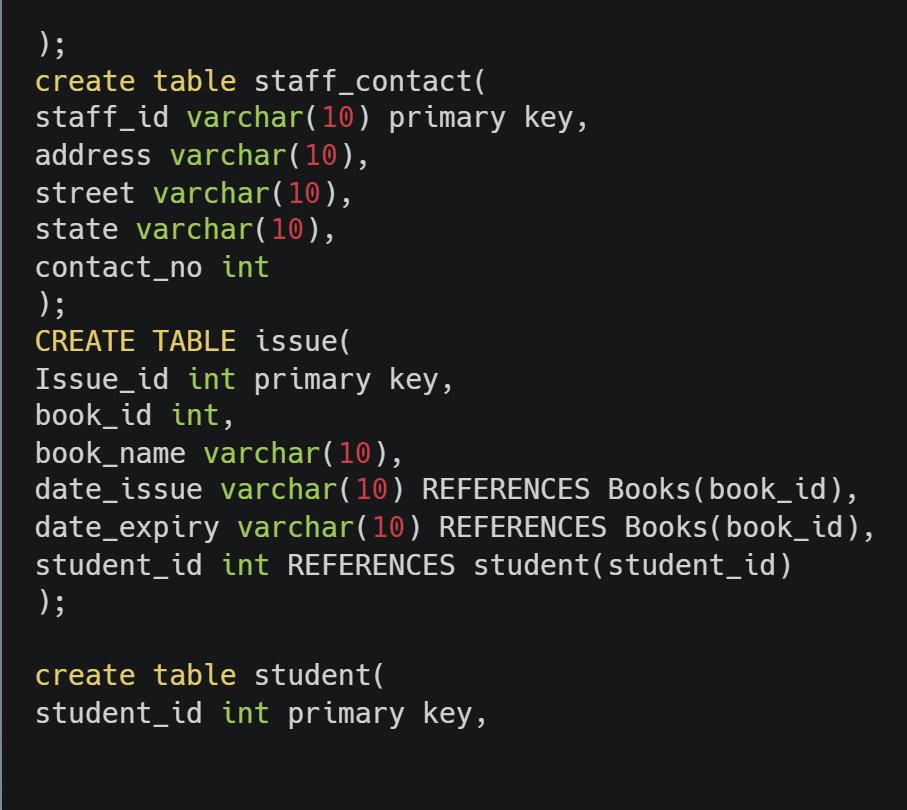 );
create table staff_contact(
staff_id varchar(10) primary key,
address varchar(10),
street varchar(10),
state varchar(10),
contact_no int
);
CREATE TABLE issue(
Issue_id int primary key,
book_id int,
book_name varchar(10),
date_issue varchar(10) REFERENCES Books(book_id),
date_expiry varchar(10) REFERENCES Books(book_id),
student_id int REFERENCES student(student_id)
);
create table student(
student_id int primary key,